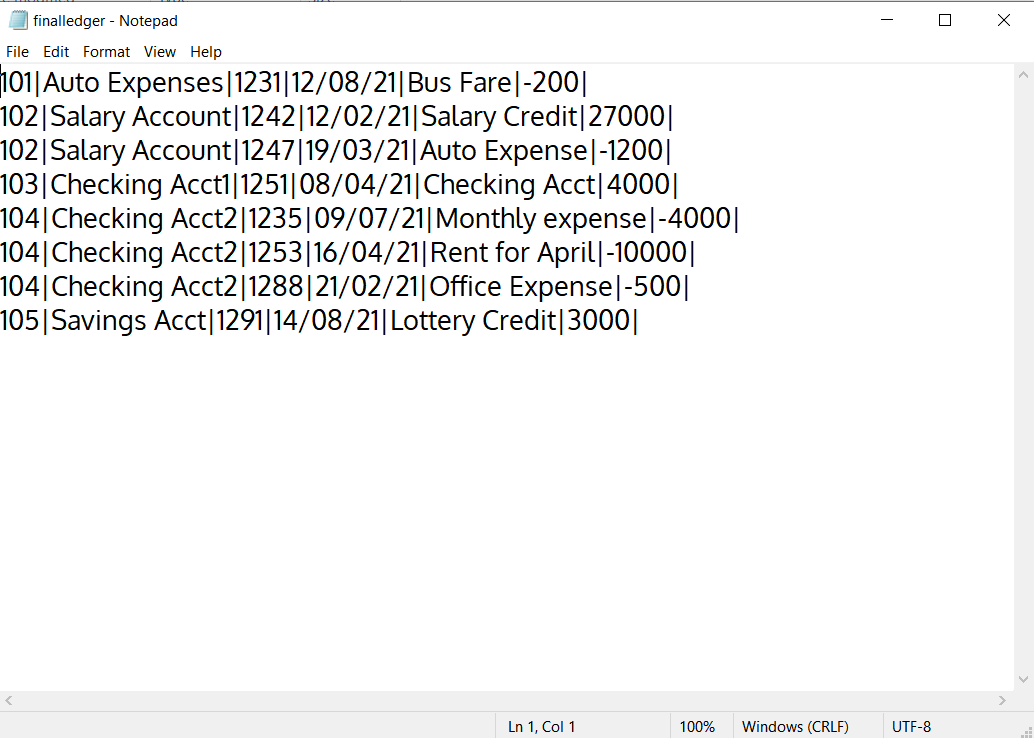 finalledger - Notepad
File Edit Format View Help
101|Auto Expenses|1231|12/08/21|Bus Fare|-200|
102|Salary Account|1242|12/02/21|Salary Credit|27000|
102|Salary Account|1247|19/03/21|Auto Expense|-1200|
103|Checking Acct1|1251|08/04/21|Checking Acct|4000|
104|Checking Acct2|1235|09/07/21|Monthly expense|-4000|
104|Checking Acct2|1253|16/04/21|Rent for April|-10000|
104|Checking Acct2|1288|21/02/21|Office Expense|-500|
105|Savings Acct|1291|14/08/21|Lottery Credit|3000|
Ln 1, Col 1 100% Windows (CRLF) UTF-8